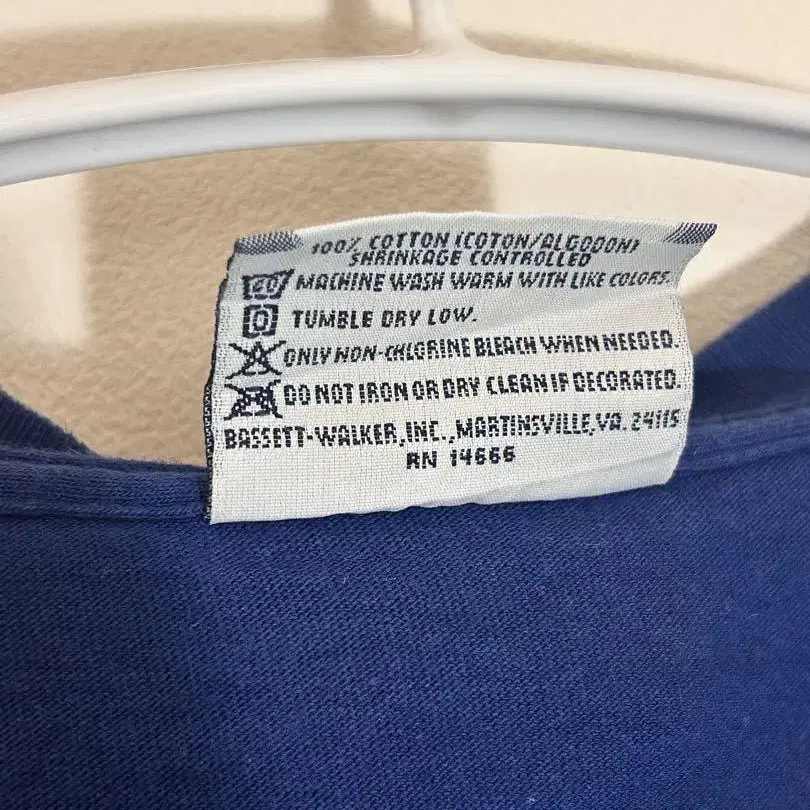 100% COTTON (COTON/ALGODON)
SHRINKAGE CONTROLLED
40 MACHINE WASH WARM WITH LIKE COLORS.
TUMBLE DRY LOW.
ONLY NON-CHLORINE BLEACH WHEN NEEDED.
DO NOT IRON OR DRY CLEAN IF DECORATED.
BASSETT-WALKER, INC., MARTINSVILLE, VA. 24115
RN 14666